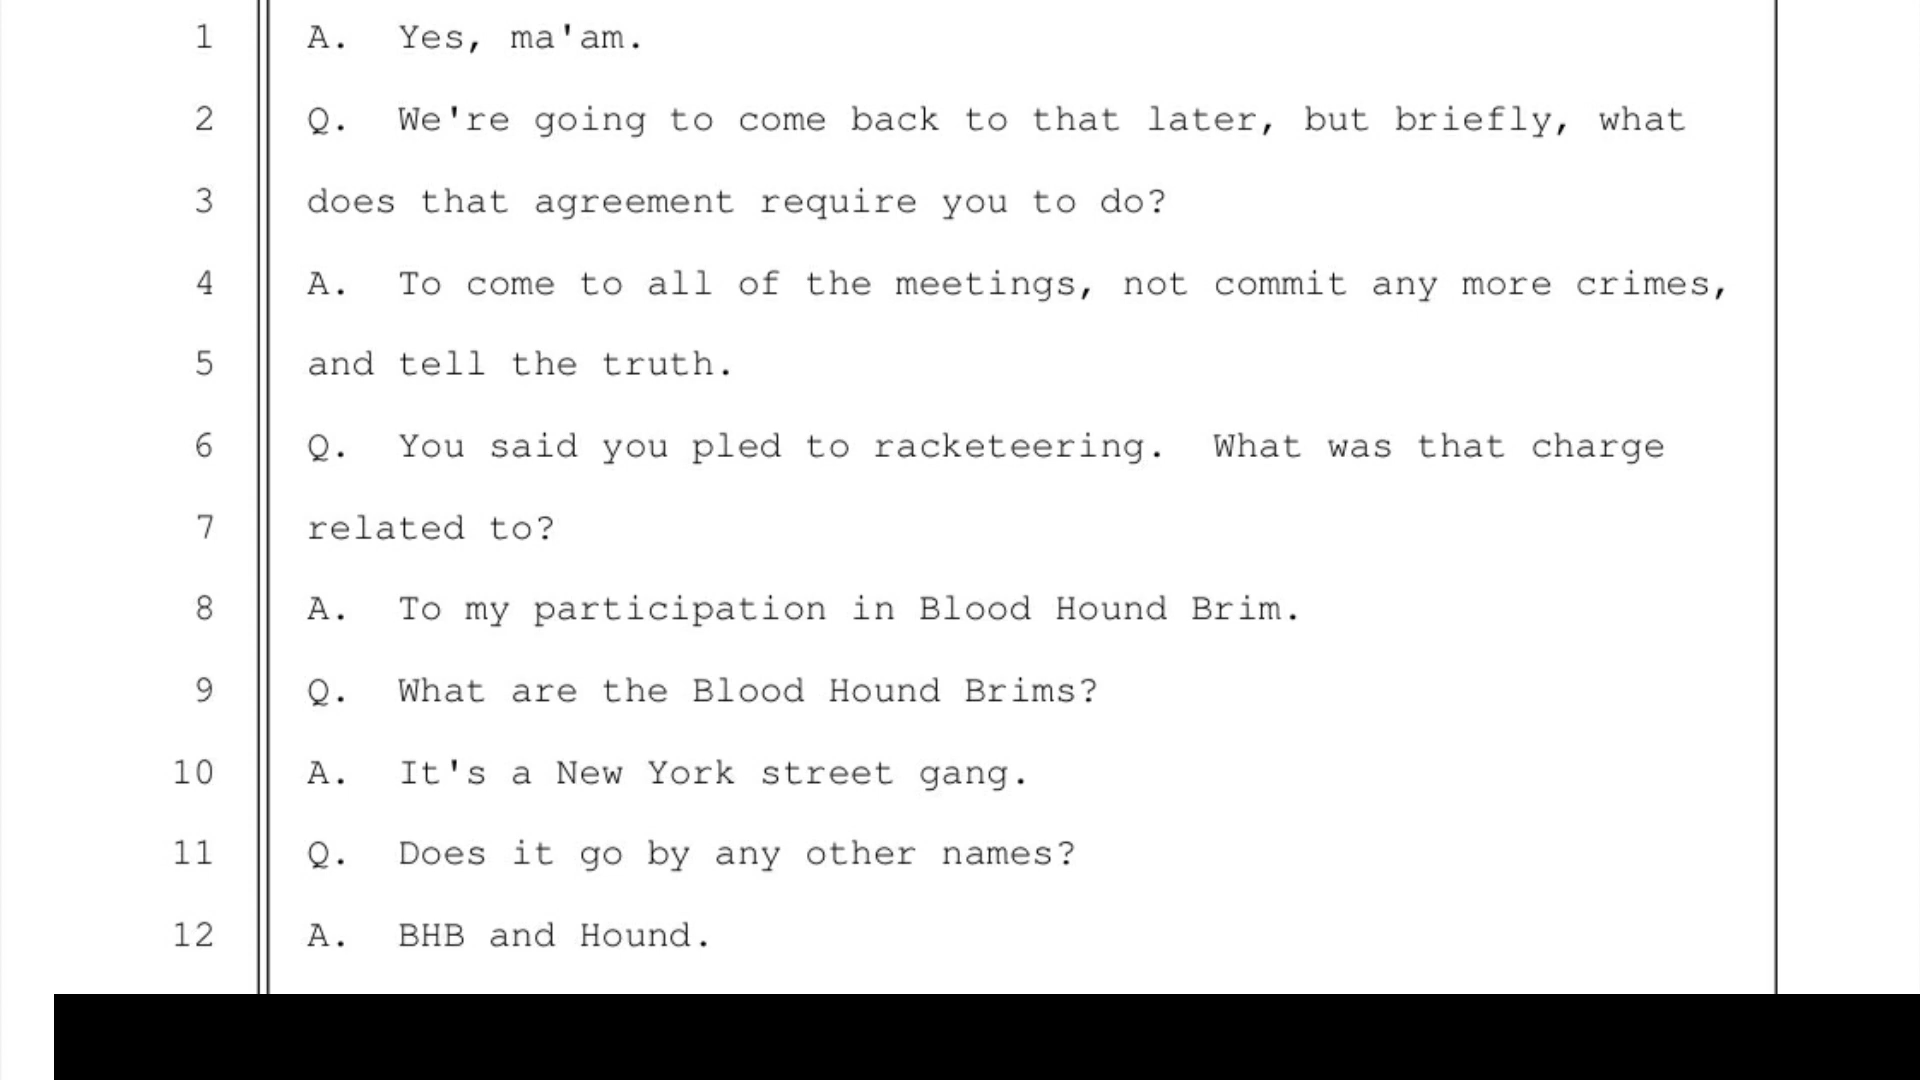 1 A. Yes, ma'am.
2 Q. We're going to come back to that later, but briefly, what
3 does that agreement require you to do?
4 A. To come to all of the meetings, not commit any more crimes,
5 and tell the truth.
6 Q. You said you pled to racketeering. What was that charge
7 related to?
8 A. To my participation in Blood Hound Brim.
9 Q. What are the Blood Hound Brims?
10 A. It's a New York street gang.
11 Q. Does it go by any other names?
12 A. BHB and Hound.